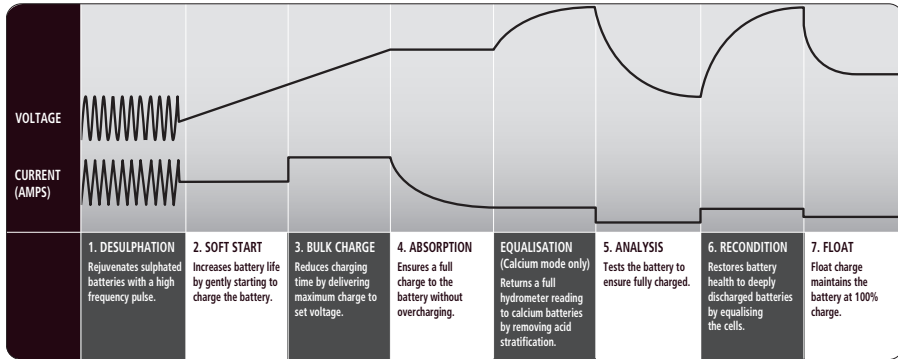 VOLTAGE
CURRENT
(AMPS)
1. DESULPHATION
Rejuvenates sulphated
batteries with a high
frequency pulse.
2. SOFT START
Increases battery life
by gently starting to
charge the battery.
3. BULK CHARGE
Reduces charging
time by delivering
maximum charge to
set voltage.
4. ABSORPTION
Ensures a full
charge to the
battery without
overcharging.
EQUALISATION
(Calcium mode only)
Returns a full
hydrometer reading
to calcium batteries
by removing acid
stratification.
5. ANALYSIS
Tests the battery to
ensure fully charged.
6. RECONDITION
Restores battery
health to deeply
discharged batteries
by equalising
the cells.
7. FLOAT
Float charge
maintains the
battery at 100%
charge.